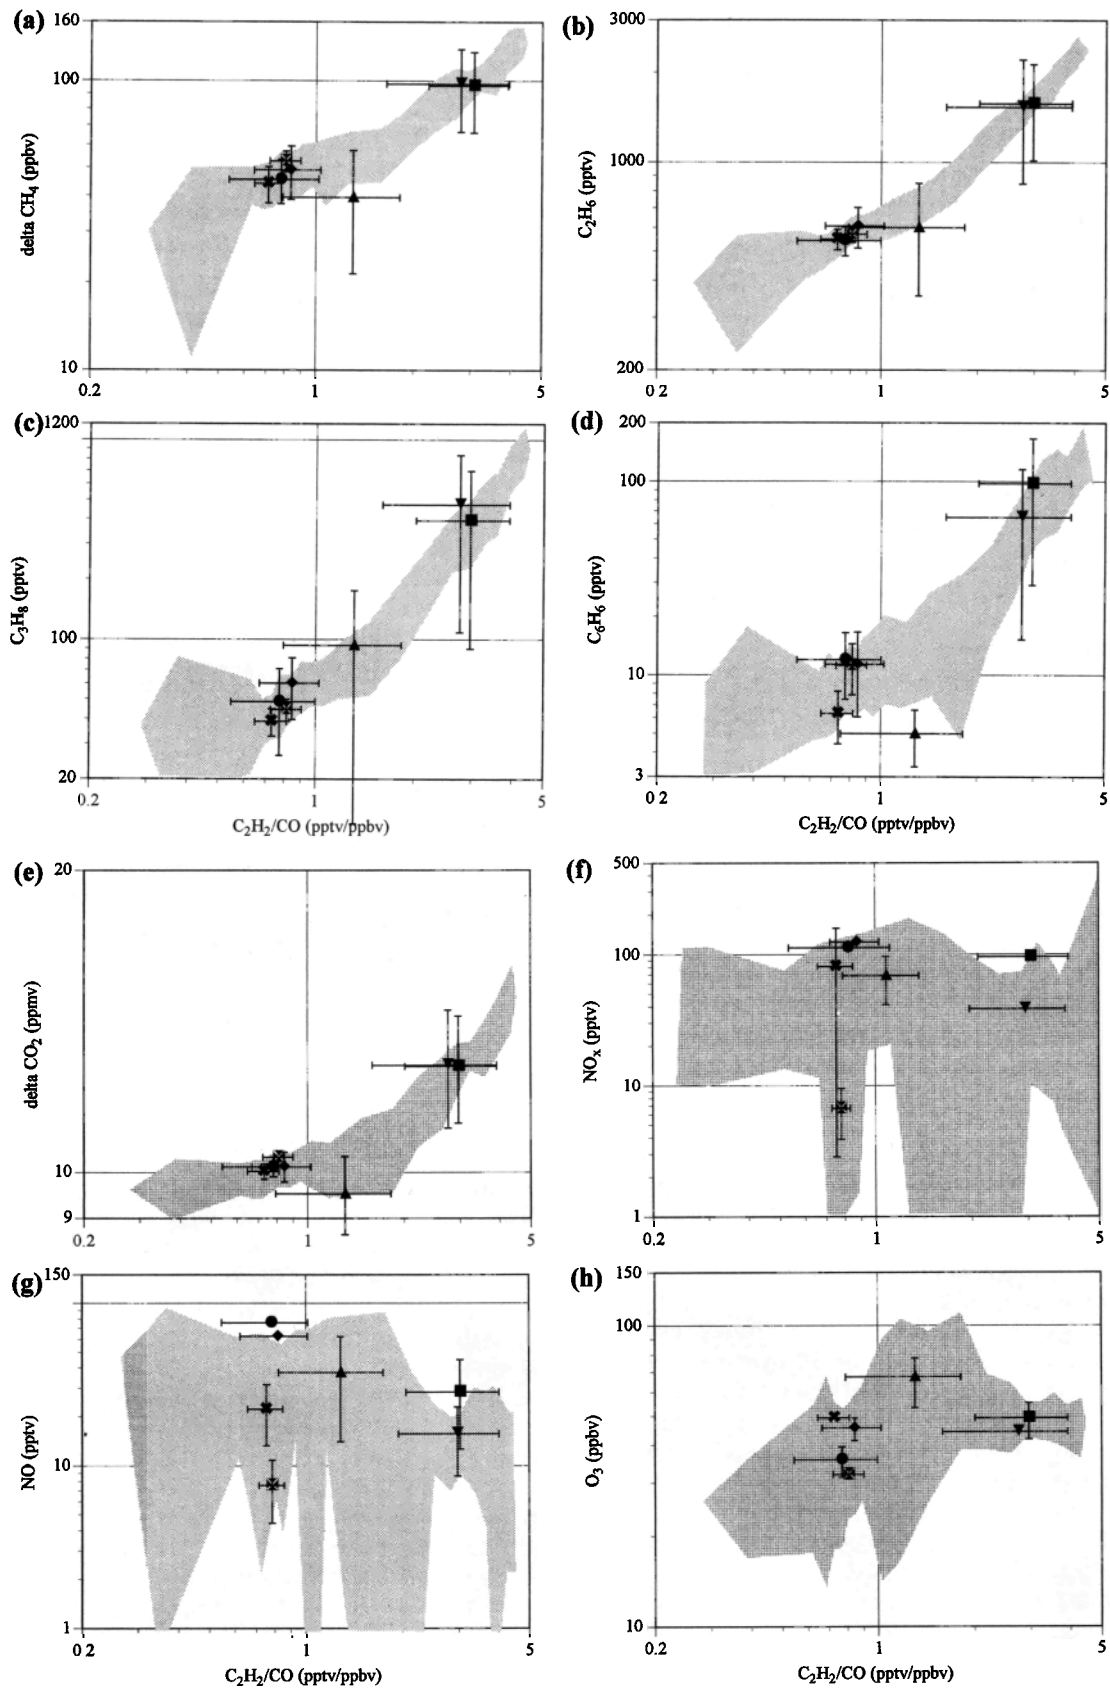 (a)
160
100
10
delta CH4 (ppbv)
0.2
1
5
(b)
3000
1000
200
C2H6 (pptv)
0 2
1
5
(c)
1200
100
20
C3H8 (pptv)
0.2
1
5
C2H2/CO (pptv/ppbv)
(d)
200
100
10
3
C6H6 (pptv)
0 2
1
5
C2H2/CO (pptv/ppbv)
(e)
20
10
9
delta CO2 (ppmv)
0.2
1
5
(f)
500
100
10
1
NOx (pptv)
0.2
1
5
(g)
150
10
1
NO (pptv)
0 2
1
5
C2H2/CO (pptv/ppbv)
(h)
150
100
10
O3 (ppbv)
0 2
1
5
C2H2/CO (pptv/ppbv)